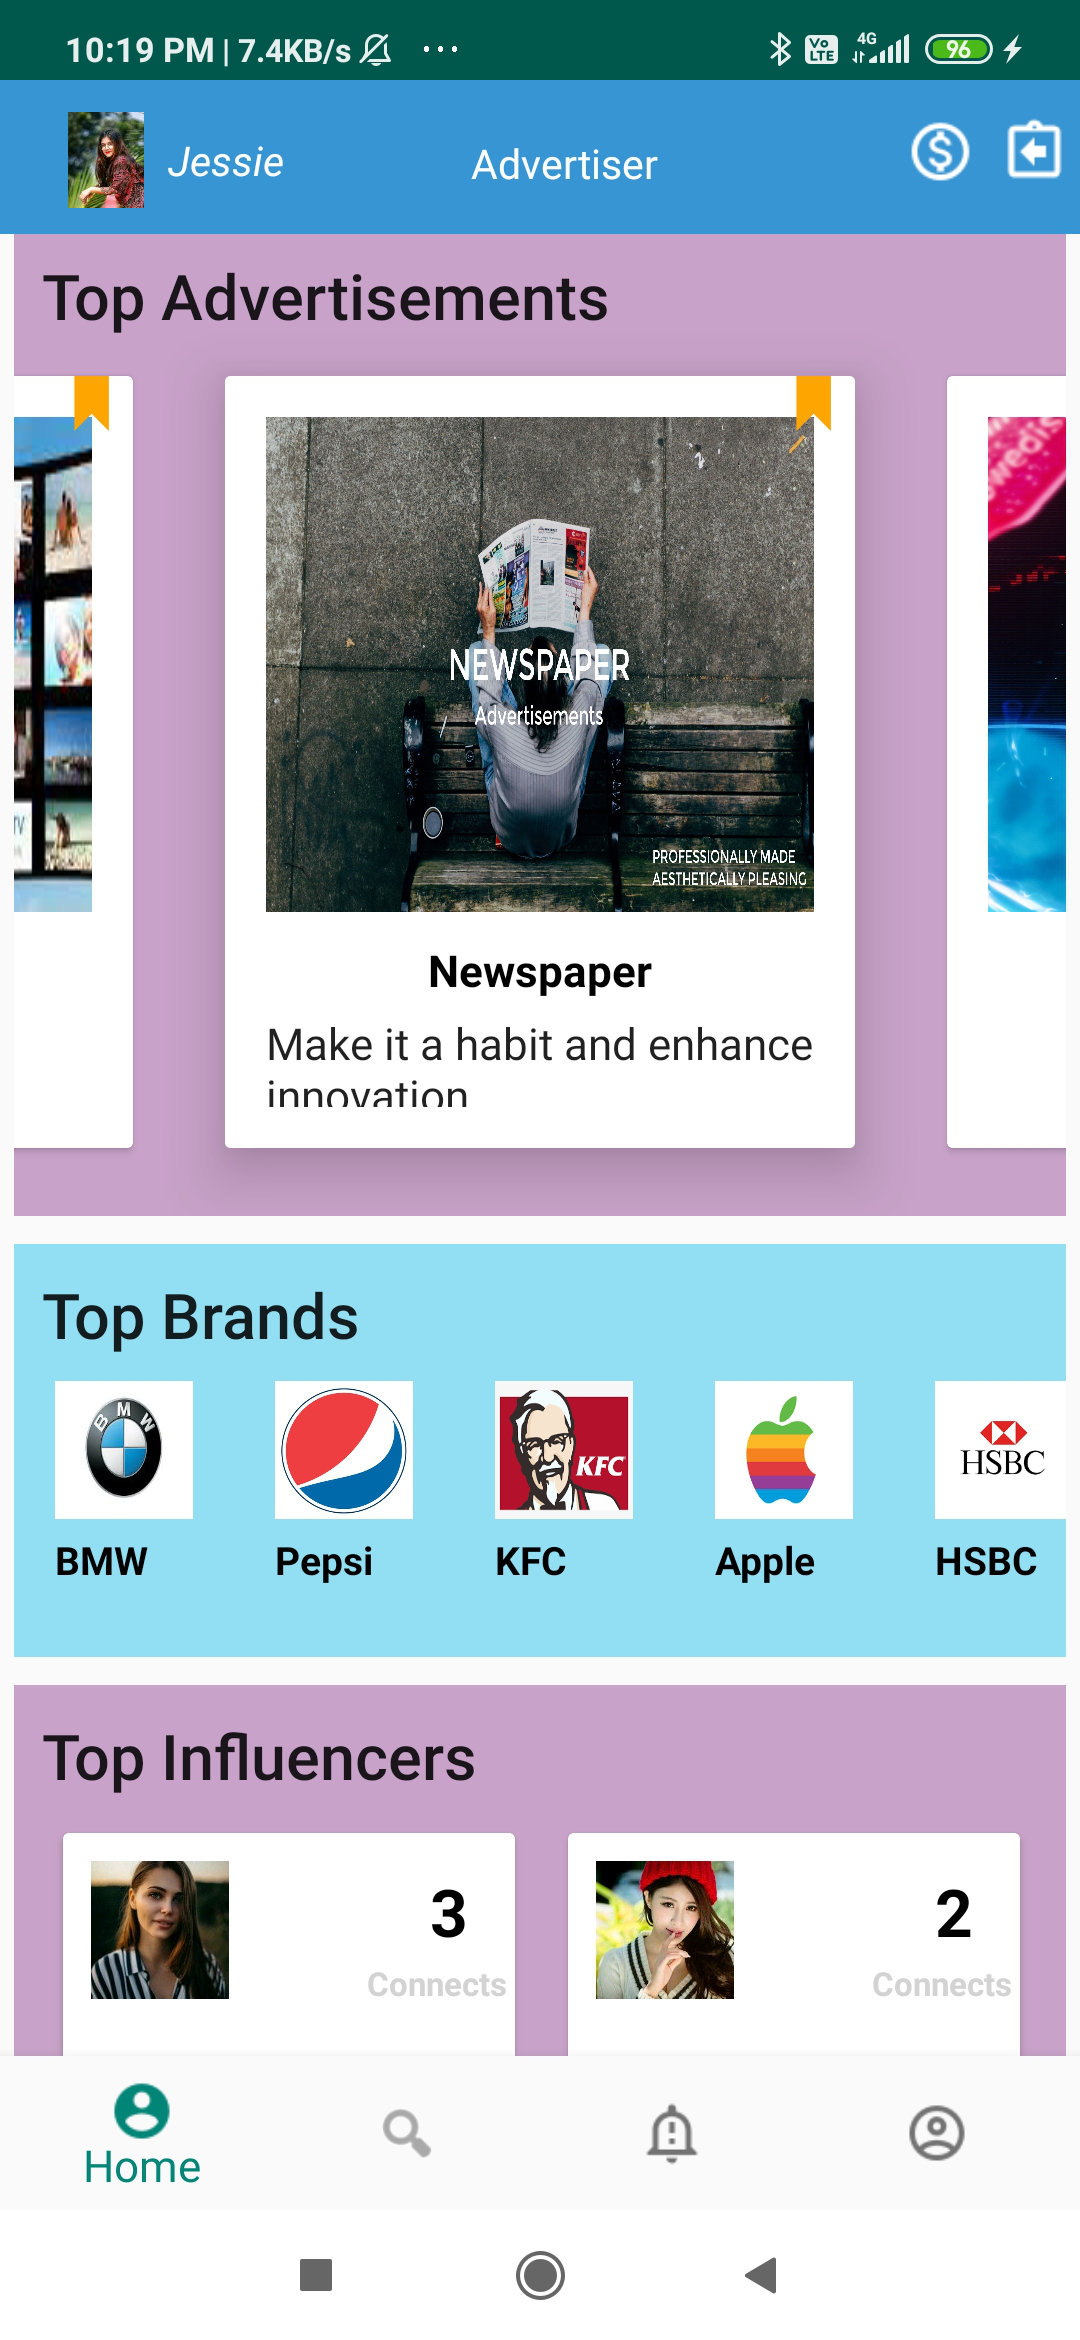 10:19 PM | 7.4KB/s ...
Vo LTE 4G 96
Jessie
Advertiser
Top Advertisements
NEWSPAPER
Advertisements
PROFESSIONALLY MADE
AESTHETICALLY PLEASING
Newspaper
Make it a habit and enhance
innovation
TV
Top Brands
BMW
KFC
HSBC
BMW
Pepsi
KFC
Apple
HSBC
Top Influencers
3
2
Connects
Connects
Home